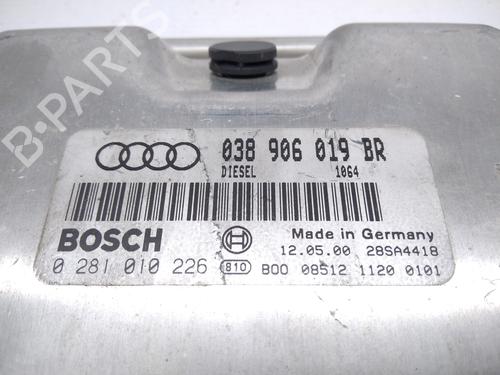 B-PARTS
038 906 019 BR
DIESEL 1064
BOSCH
Made in Germany
12.05.00 28SA4418
0 281 010 226 810 B00 08512 1120 0101